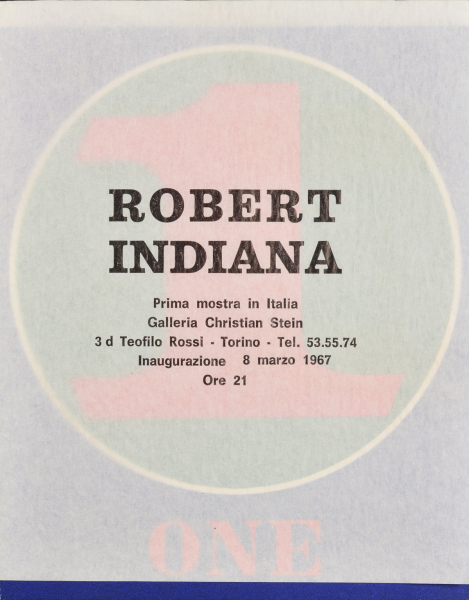 1
ROBERT
INDIANA
Prima mostra in Italia
Galleria Christian Stein
3 d Teofilo Rossi - Torino - Tel. 53.55.74
Inaugurazione 8 marzo 1967
Ore 21
ONE